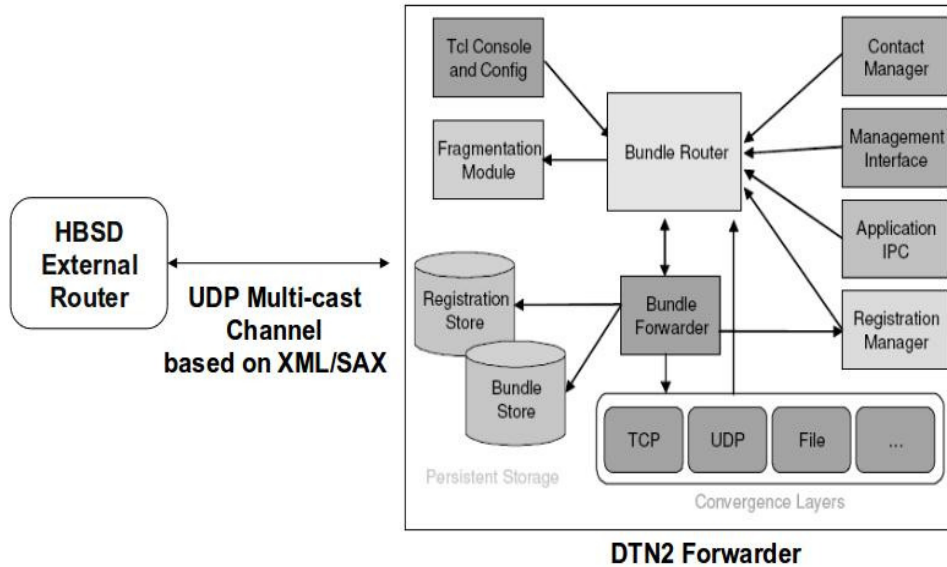 HBSD
External
Router
UDP Multi-cast
Channel
based on XML/SAX
Tcl Console
and Config
Fragmentation
Module
Bundle Router
Contact
Manager
Management
Interface
Application
IPC
Registration
Manager
Registration
Store
Bundle
Store
Bundle
Forwarder
TCP
UDP
File
...
Persistent Storage
Convergence Layers
DTN2 Forwarder